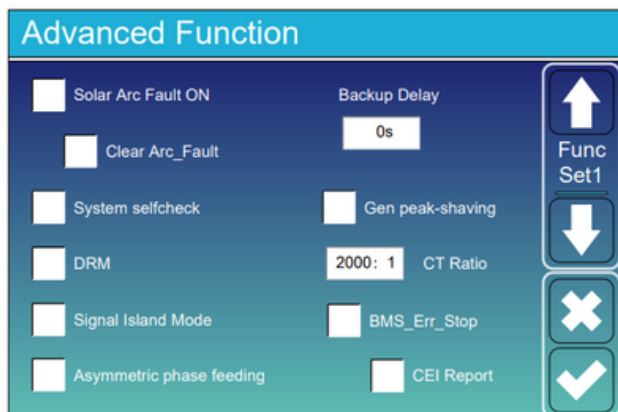 Advanced Function
Solar Arc Fault ON
Backup Delay
0s
Clear Arc_Fault
System selfcheck
Gen peak-shaving
DRM
2000: 1
CT Ratio
Signal Island Mode
BMS_Err_Stop
Asymmetric phase feeding
CEI Report
Func
Set1